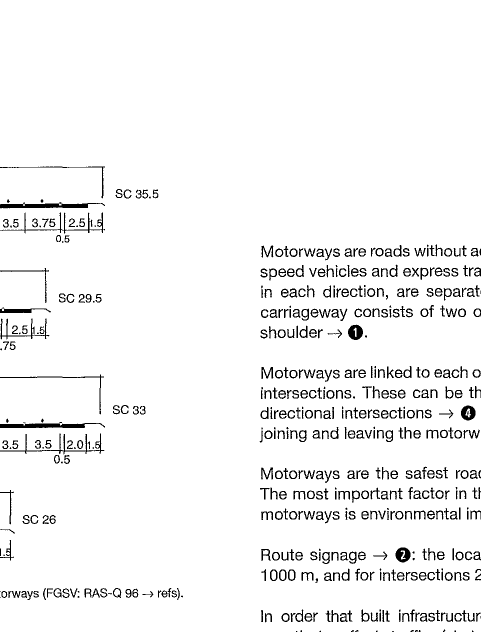 SC 35.5
3.5 3.75 2.5 1.5
0.5
SC 29.5
2.5 1.5
.75
SC 33
3.5 3.5 2.0 1.5
0.5
SC 26
1.5
otorways (FGSV: RAS-Q 96 → refs).
Motorways are roads without a
speed vehicles and express tra
in each direction, are separat
carriageway consists of two o
shoulder → ❶.
Motorways are linked to each o
intersections. These can be th
directional intersections → ❹
joining and leaving the motorw
Motorways are the safest road
The most important factor in th
motorways is environmental im
Route signage → ❷: the loca
1000 m, and for intersections 2
In order that built infrastructur